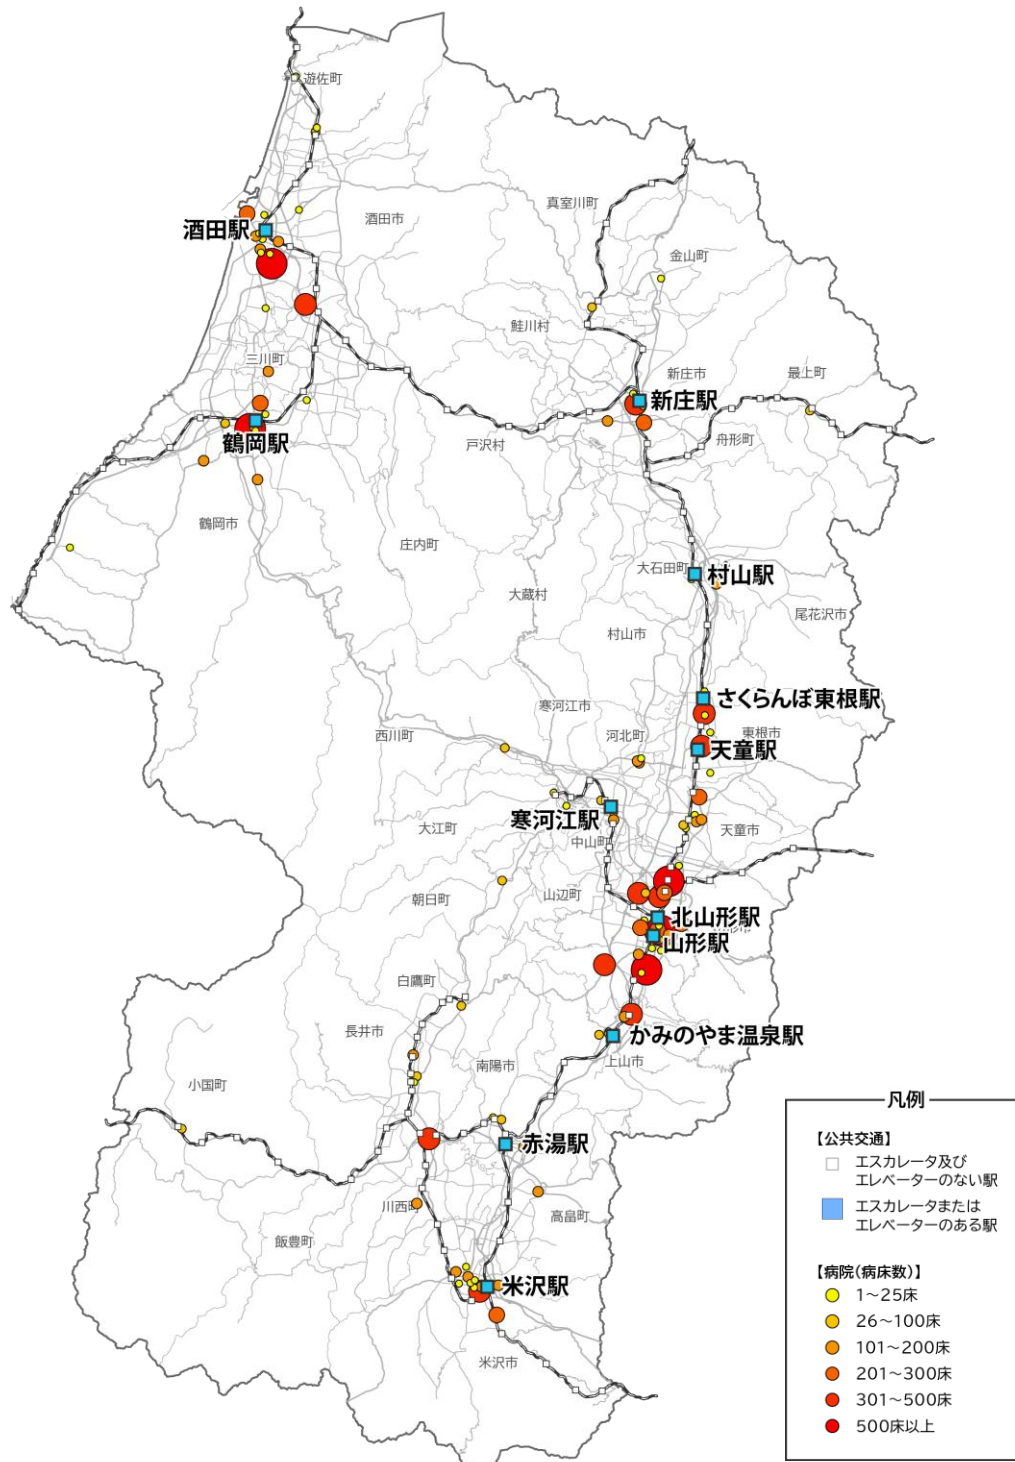 遊佐町
酒田駅
酒田市
真室川町
金山町
鮭川村
三川町
新庄市
最上町
新庄駅
舟形町
鶴岡駅
戸沢村
鶴岡市
庄内町
大石田町
村山駅
大蔵村
尾花沢市
村山市
寒河江市
さくらんぼ東根駅
西川町
河北町
東根市
天童駅
寒河江駅
大江町
中山町
天童市
朝日町
山辺町
北山形駅
山形駅
白鷹町
長井市
かみのやま温泉駅
南陽市
上山市
小国町
赤湯駅
川西町
高畠町
飯豊町
米沢駅
米沢市
凡例
【公共交通】
エスカレータ及び
エレベーターのない駅
エスカレータまたは
エレベーターのある駅
【病院(病床数)】
1～25床
26～100床
101～200床
201～300床
301～500床
500床以上